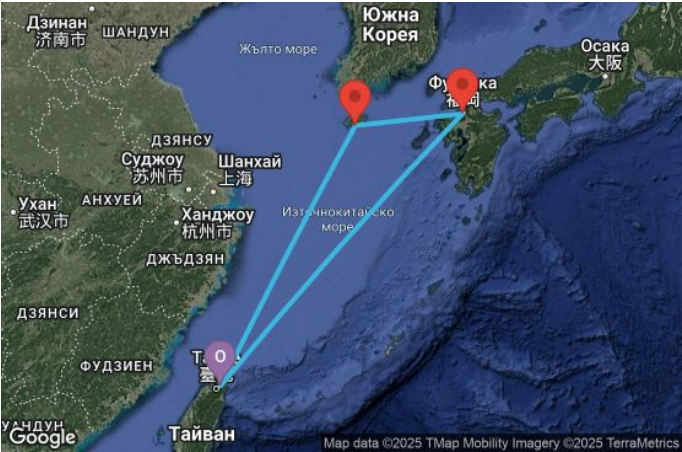 Дзинан
济南市
ШАНДУН
Жълто море
Южна
Корея
Осака
大阪
福岡
ДЗЯНСУ
Суджоу
苏州市
Шанхай
上海
Ухан
武汉市
АНХУЕЙ
Ханджоу
杭州市
Източнокитайско
море
ДЖЪДЗЯН
ДЗЯНСИ
ФУДЗИЕН
O
Тайван
Google
Map data ©2025 TMap Mobility Imagery ©2025 TerraMetrics